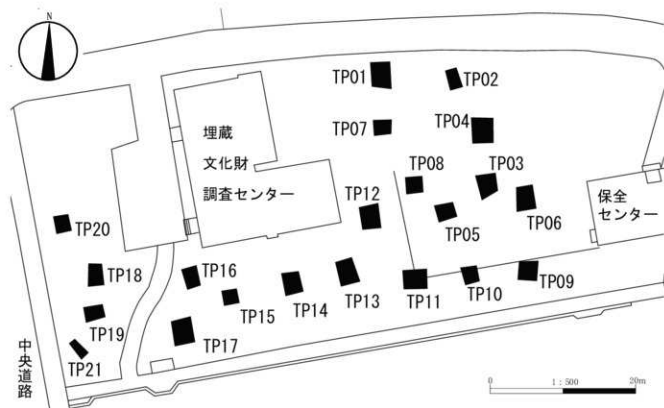 TP01
TP02
TP07
TP04
埋蔵
文化財
調査センター
TP08
TP03
TP12
保全
センター
TP05
TP06
TP20
TP18
TP16
TP15
TP14
TP13
TP11
TP10
TP09
TP19
TP17
TP21
中央道路
0 1:500 20m